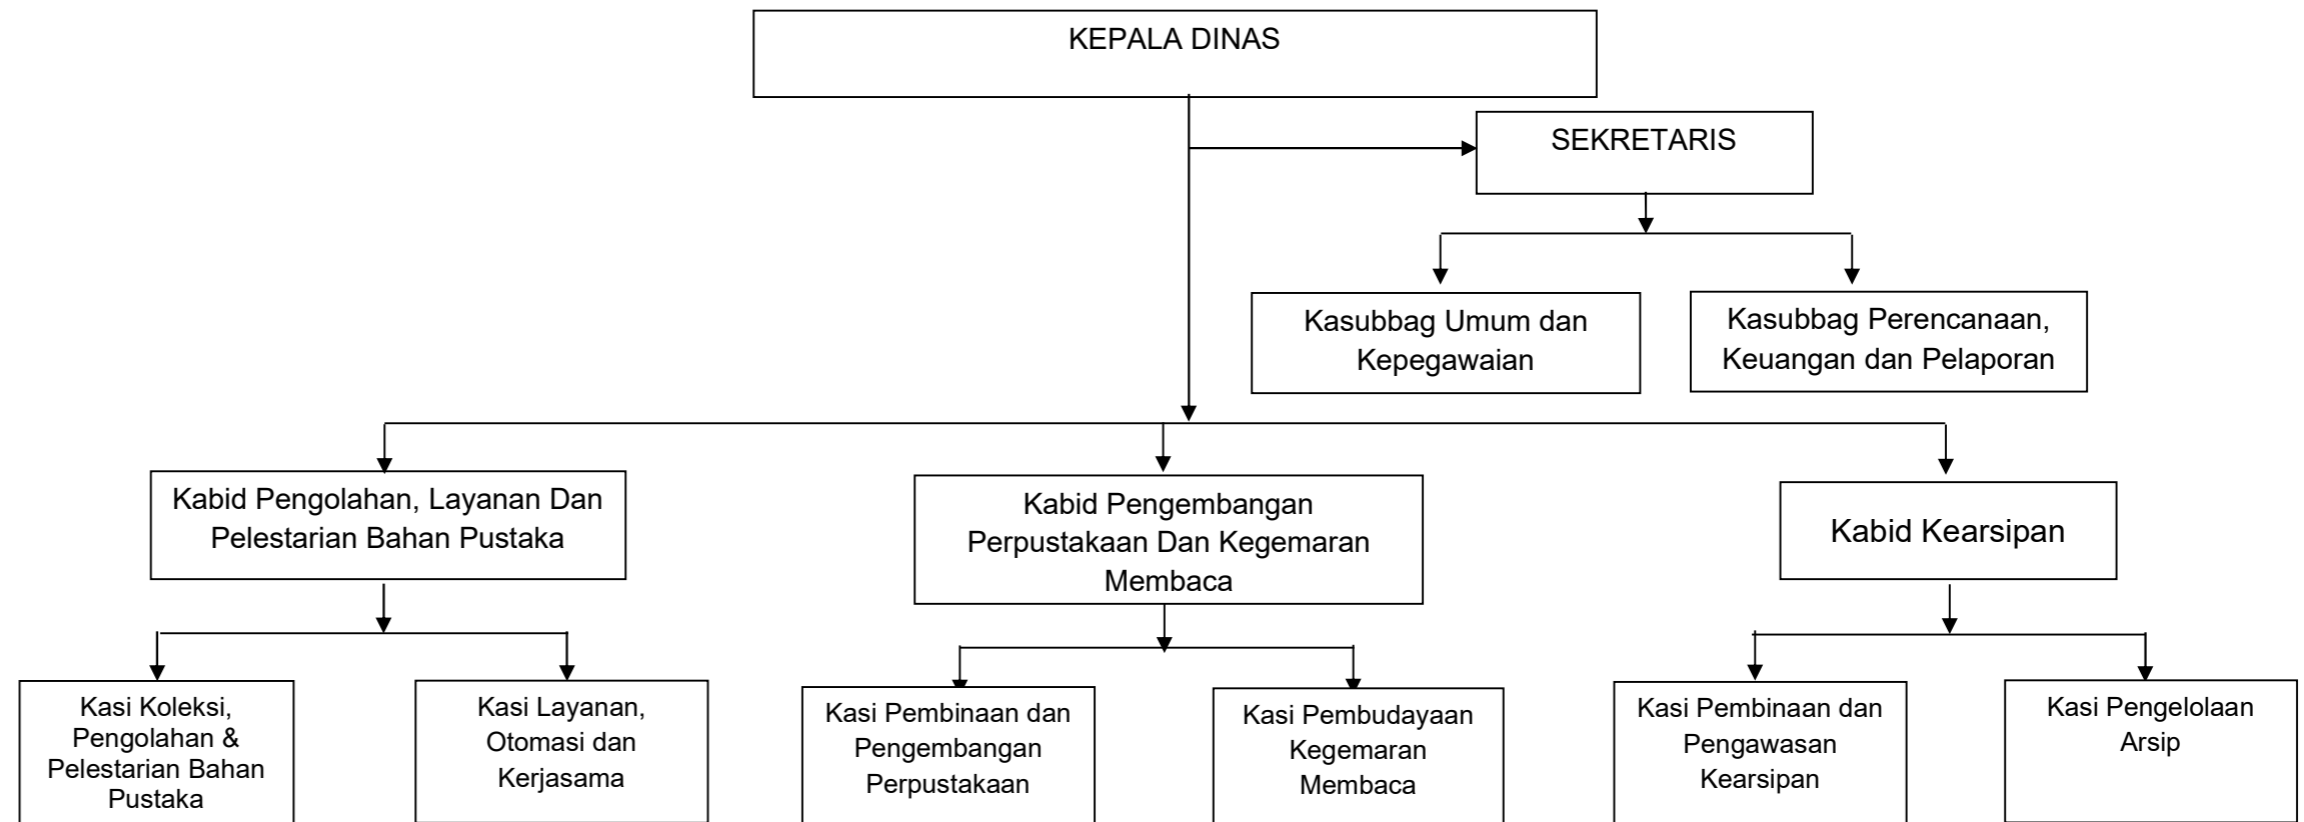 KEPALA DINAS
SEKRETARIS
Kasubbag Umum dan
Kepegawaian
Kasubbag Perencanaan,
Keuangan dan Pelaporan
Kabid Pengolahan, Layanan Dan
Pelestarian Bahan Pustaka
Kabid Pengembangan
Perpustakaan Dan Kegemaran
Membaca
Kabid Kearsipan
Kasi Koleksi,
Pengolahan &
Pelestarian Bahan
Pustaka
Kasi Layanan,
Otomasi dan
Kerjasama
Kasi Pembinaan dan
Pengembangan
Perpustakaan
Kasi Pembudayaan
Kegemaran
Membaca
Kasi Pembinaan dan
Pengawasan
Kearsipan
Kasi Pengelolaan
Arsip